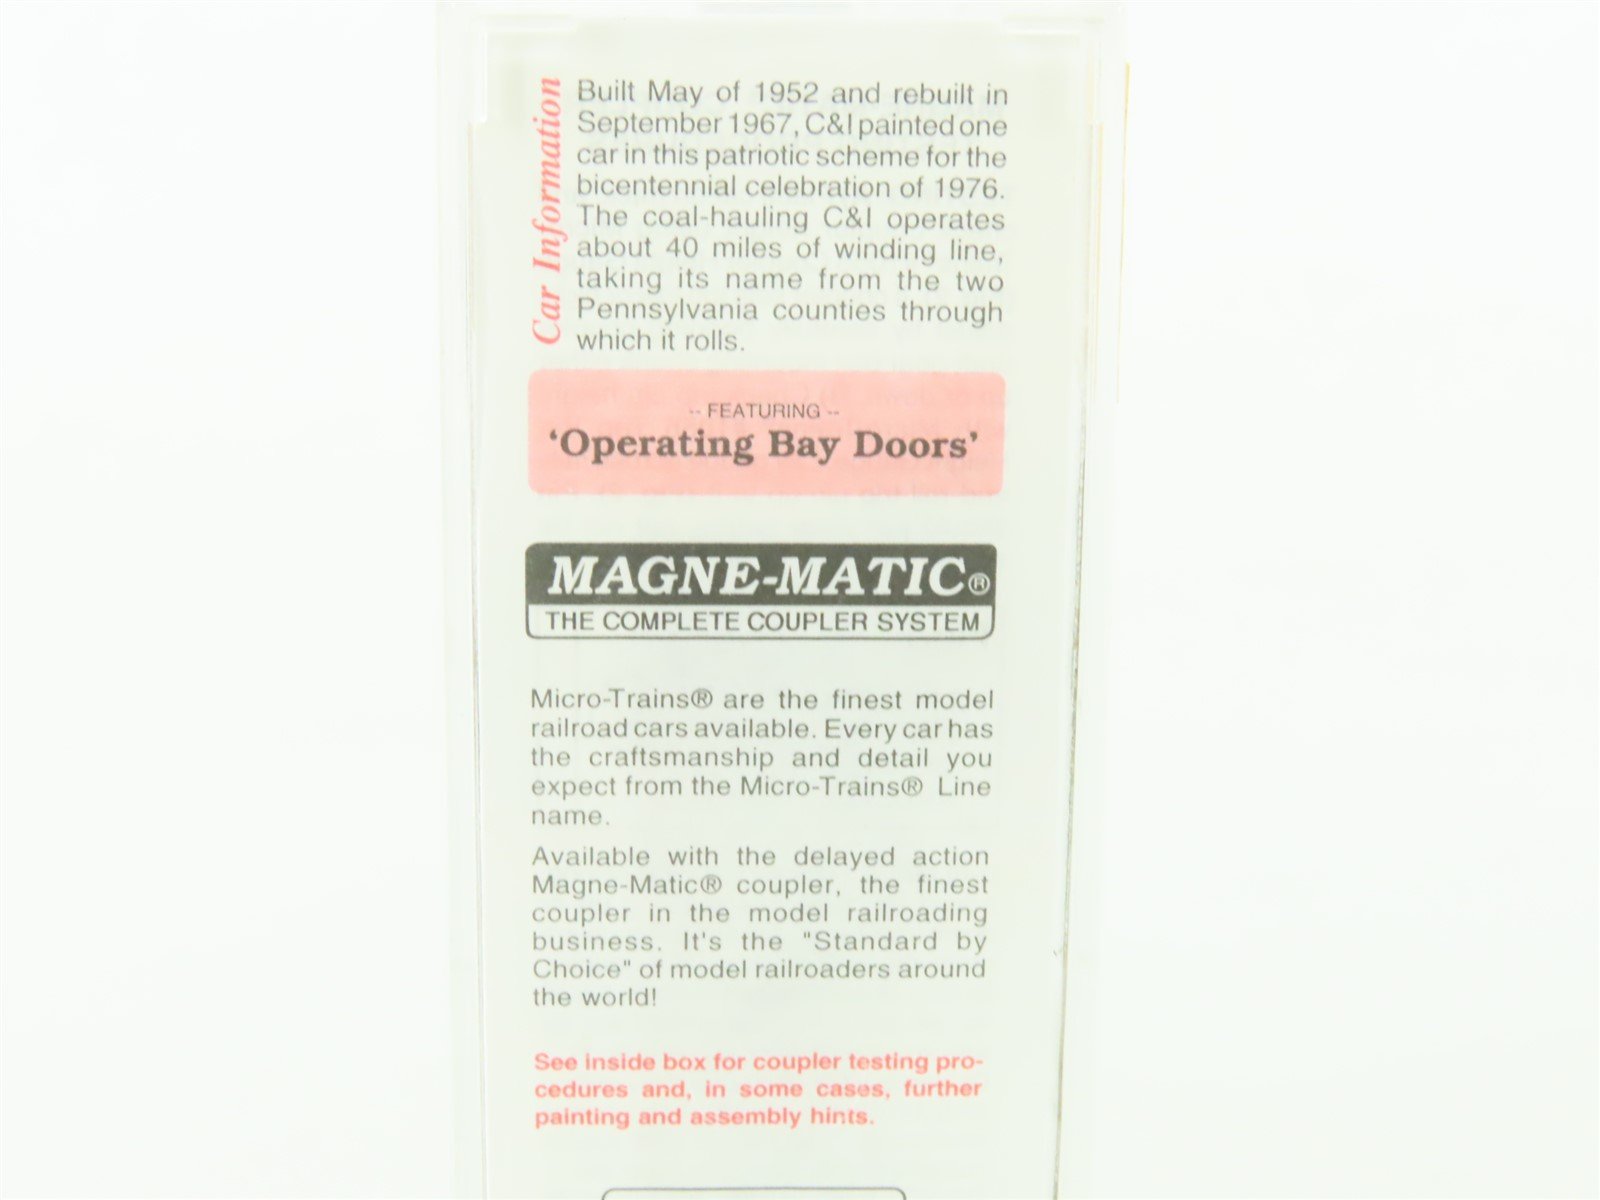 Car Information
Built May of 1952 and rebuilt in
September 1967, C&I painted one
car in this patriotic scheme for the
bicentennial celebration of 1976.
The coal-hauling C&I operates
about 40 miles of winding line,
taking its name from the two
Pennsylvania counties through
which it rolls.
-- FEATURING --
'Operating Bay Doors'
MAGNE-MATIC®
THE COMPLETE COUPLER SYSTEM
Micro-Trains® are the finest model
railroad cars available. Every car has
the craftsmanship and detail you
expect from the Micro-Trains® Line
name.
Available with the delayed action
Magne-Matic® coupler, the finest
coupler in the model railroading
business. It's the "Standard by
Choice" of model railroaders around
the world!
See inside box for coupler testing pro-
cedures and, in some cases, further
painting and assembly hints.